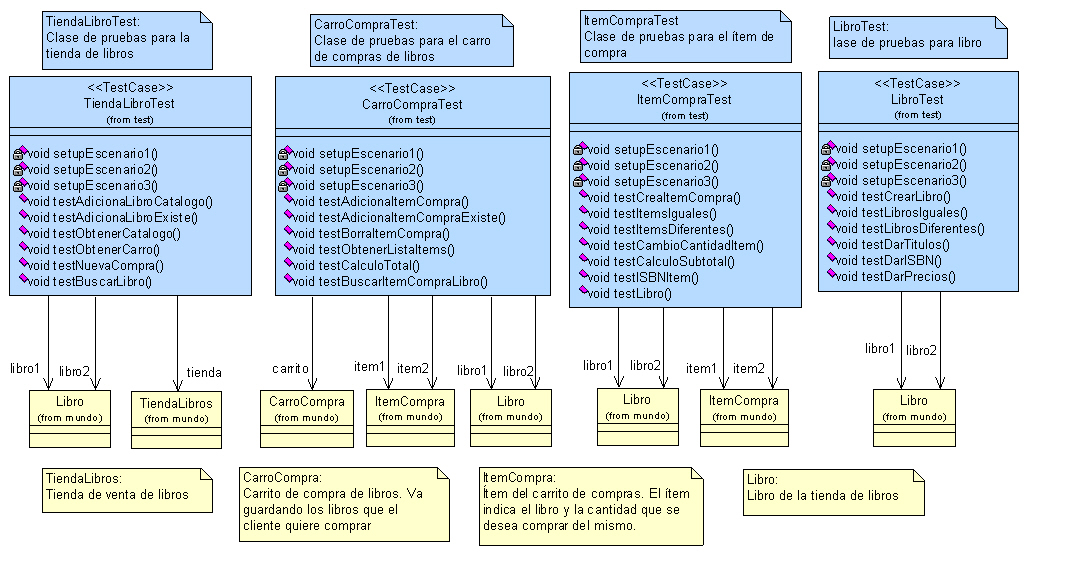 TiendaLibroTest:
Clase de pruebas para la
tienda de libros
CarroCompraTest:
Clase de pruebas para el carro
de compras de libros
ItemCompraTest
Clase de pruebas para el ítem de
compra
LibroTest:
lase de pruebas para libro
<<TestCase>>
TiendaLibroTest
(from test)
void setupEscenario1()
void setupEscenario2()
void setupEscenario3()
void testAdicionaLibroCatalogo()
void testAdicionaLibroExiste()
void testObtenerCatalogo()
void testObtenerCarro()
void testNuevaCompra()
void testBuscarLibro()
<<TestCase>>
CarroCompraTest
(from test)
void setupEscenario1()
void setupEscenario2()
void setupEscenario3()
void testAdicionaItemCompra()
void testAdicionaItemCompraExiste()
void testBorraItemCompra()
void testObtenerListaItems()
void testCalculoTotal()
void testBuscarItemCompraLibro()
<<TestCase>>
ItemCompraTest
(from test)
void setupEscenario1()
void setupEscenario2()
void setupEscenario3()
void testCreaItemCompra()
void testItemsIguales()
void testItemsDiferentes()
void testCambioCantidadItem()
void testCalculoSubtotal()
void testISBNItem()
void testLibro()
<<TestCase>>
LibroTest
(from test)
void setupEscenario1()
void setupEscenario2()
void setupEscenario3()
void testCrearLibro()
void testLibrosIguales()
void testLibrosDiferentes()
void testDarTitulos()
void testDarISBN()
void testDarPrecios()
libro1
libro2
tienda
carrito
item1
item2
libro1
libro2
libro1
libro2
item1
item2
libro1
libro2
Libro
(from mundo)
TiendaLibros
(from mundo)
CarroCompra
(from mundo)
ItemCompra
(from mundo)
Libro
(from mundo)
Libro
(from mundo)
ItemCompra
(from mundo)
Libro
(from mundo)
TiendaLibros:
Tienda de venta de libros
CarroCompra:
Carrito de compra de libros. Va
guardando los libros que el
cliente quiere comprar
ItemCompra:
Ítem del carrito de compras. El ítem
indica el libro y la cantidad que se
desea comprar del mismo.
Libro:
Libro de la tienda de libros